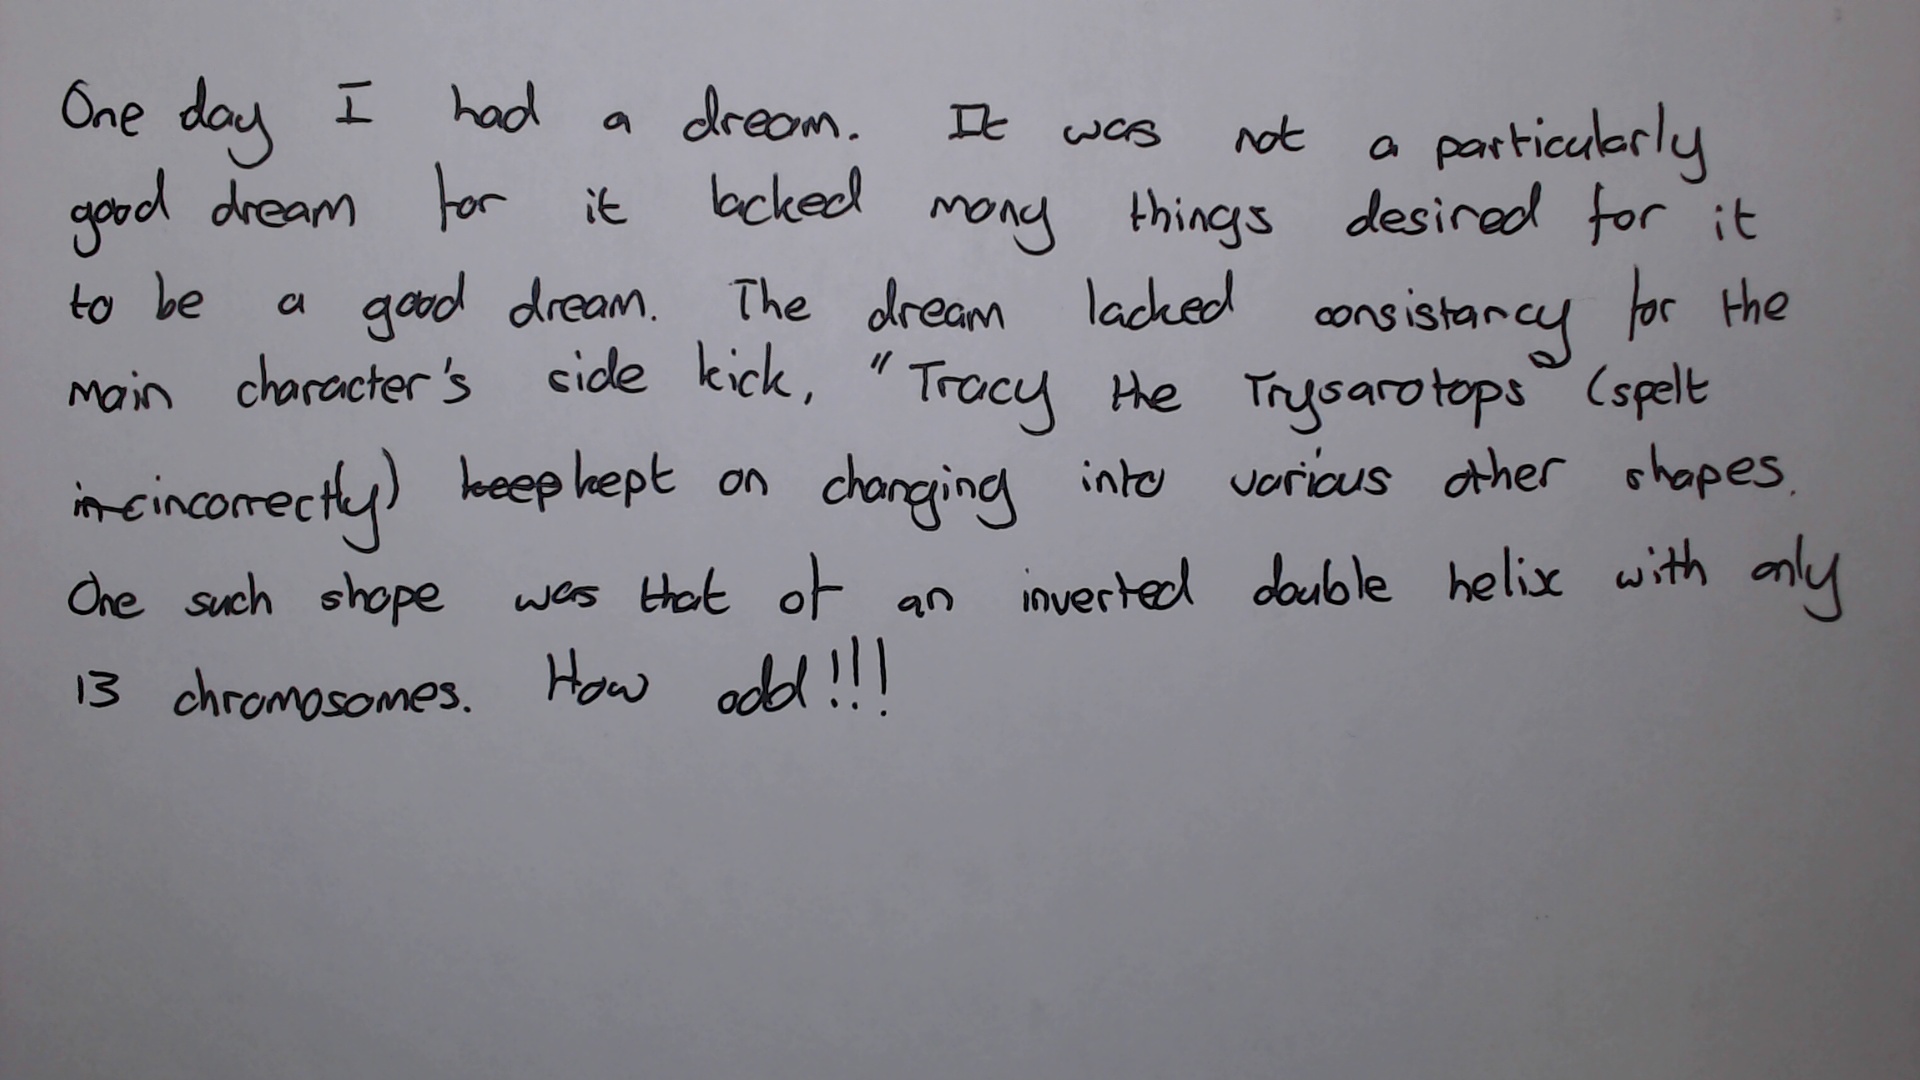 One day I had a dream. It was not a particularly
good dream for it lacked many things desired for it
to be a good dream. The dream lacked consistancy for the
main character's side kick, "Tracy the Trysarotops" (spelt
inc incorrectly) keep kept on changing into various other shapes.
One such shape was that of an inverted double helix with only
13 chromosomes. How odd!!!